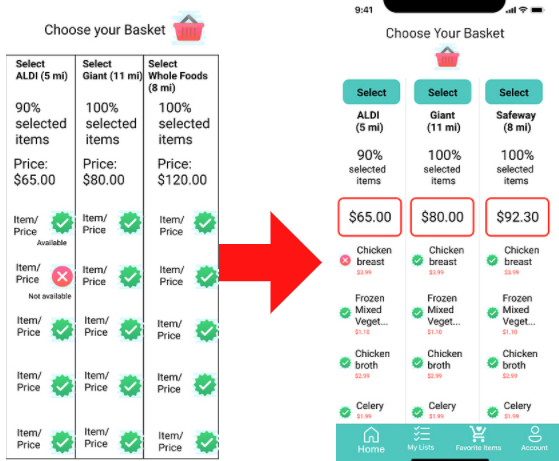 Choose your Basket
Select
ALDI (5 mi)
Select
Giant (11 mi)
Select
Whole Foods
(8 mi)
90%
selected
items
100%
selected
items
100%
selected
items
Price:
$65.00
Price:
$80.00
Price:
$120.00
Item/
Price
Available
Item/
Price
Item/
Price
Item/
Price
Not available
Item/
Price
Item/
Price
Item/
Price
Item/
Price
Item/
Price
Item/
Price
Item/
Price
Item/
Price
Item/
Price
Item/
Price
Item/
Price
9:41
Choose Your Basket
Select
Select
Select
ALDI
(5 mi)
Giant
(11 mi)
Safeway
(8 mi)
90%
selected
items
100%
selected
items
100%
selected
items
$65.00
$80.00
$92.30
Chicken
breast
$3.99
Chicken
breast
$3.99
Chicken
breast
$3.99
Frozen
Mixed
Veget...
$1.10
Frozen
Mixed
Veget...
$1.10
Frozen
Mixed
Veget...
$1.10
Chicken
broth
$2.99
Chicken
broth
$2.99
Chicken
broth
$2.99
Celery
$1.99
Celery
$1.99
Celery
$1.99
Home
My Lists
Favorite Items
Account